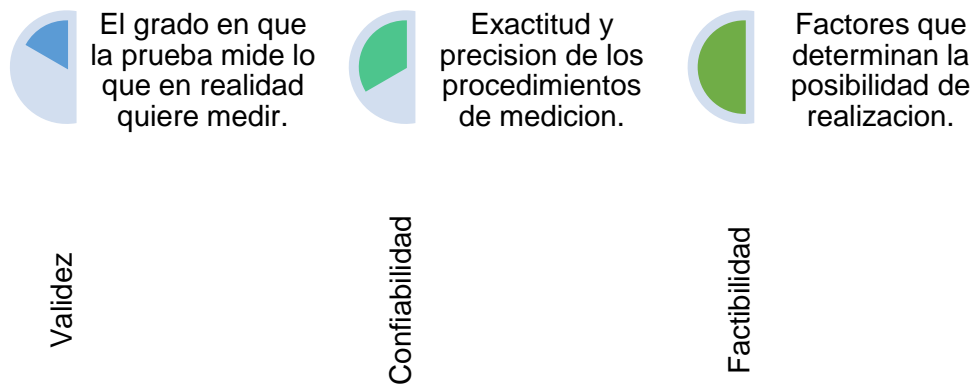 El grado en que
la prueba mide lo
que en realidad
quiere medir.
Validez
Exactitud y
precision de los
procedimientos
de medicion.
Confiabilidad
Factores que
determinan la
posibilidad de
realizacion.
Factibilidad